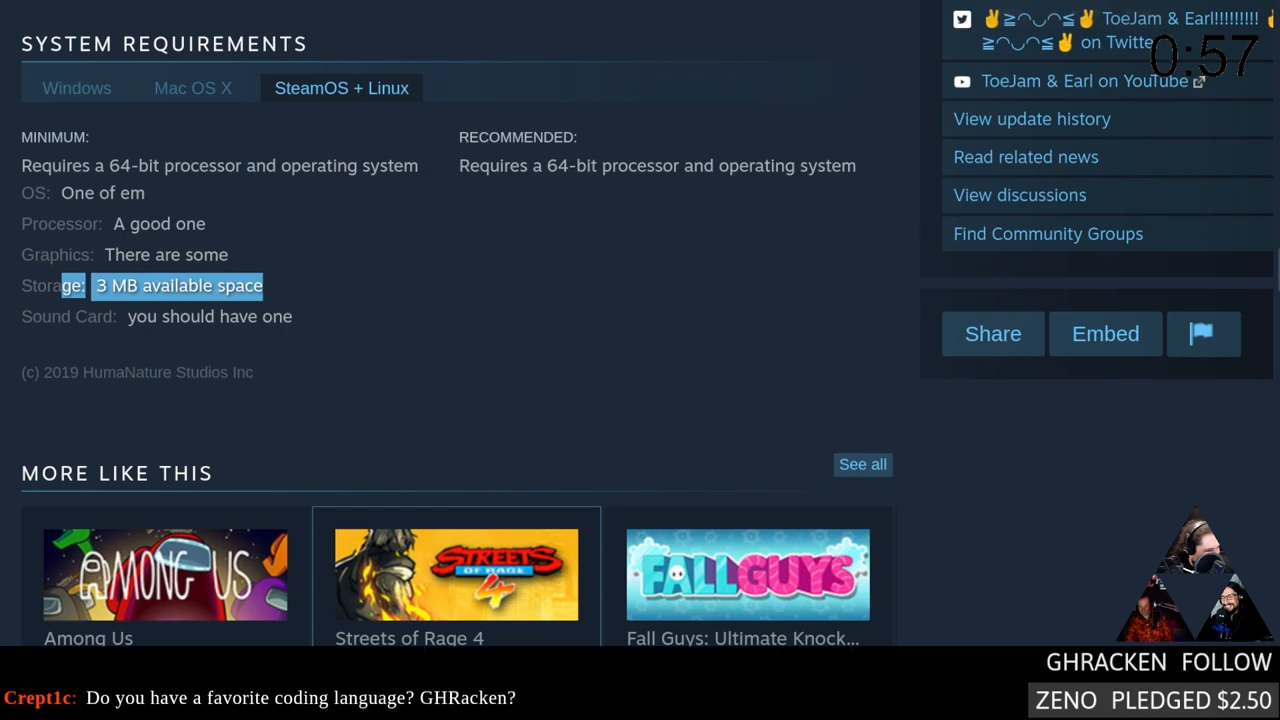 SYSTEM REQUIREMENTS
Windows
Mac OS X
SteamOS + Linux
MINIMUM:
Requires a 64-bit processor and operating system
OS: One of em
Processor: A good one
Graphics: There are some
Storage: 3 MB available space
Sound Card: you should have one
RECOMMENDED:
Requires a 64-bit processor and operating system
(c) 2019 HumaNature Studios Inc
MORE LIKE THIS
See all
AMONG US
Among Us
STREETS
OF RAGE
4
Streets of Rage 4
FALL GUYS
Fall Guys: Ultimate Knock...
✌≧◠◡◠≦✌ ToeJam & Earl!!!!!!!!!
≧◠◡◠≦✌ on Twitte
0:57
ToeJam & Earl on YouTube
View update history
Read related news
View discussions
Find Community Groups
Share
Embed
GHRACKEN FOLLOW
Crept1c: Do you have a favorite coding language? GHRacken?
ZENO PLEDGED $2.50